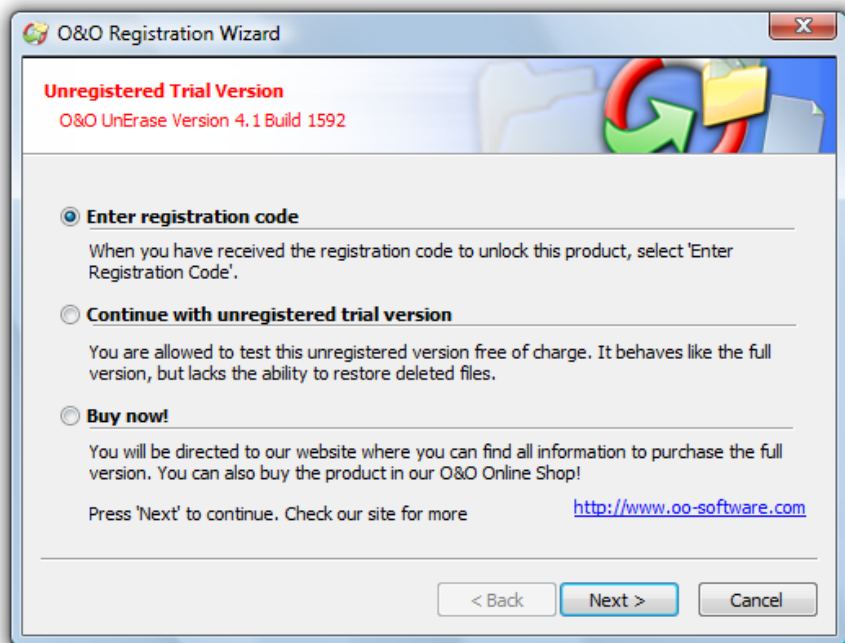 O&O Registration Wizard
Unregistered Trial Version
O&O UnErase Version 4.1 Build 1592
Enter registration code
When you have received the registration code to unlock this product, select 'Enter
Registration Code'.
Continue with unregistered trial version
You are allowed to test this unregistered version free of charge. It behaves like the full
version, but lacks the ability to restore deleted files.
Buy now!
You will be directed to our website where you can find all information to purchase the full
version. You can also buy the product in our O&O Online Shop!
Press 'Next' to continue. Check our site for more http://www.oo-software.com
< Back Next > Cancel